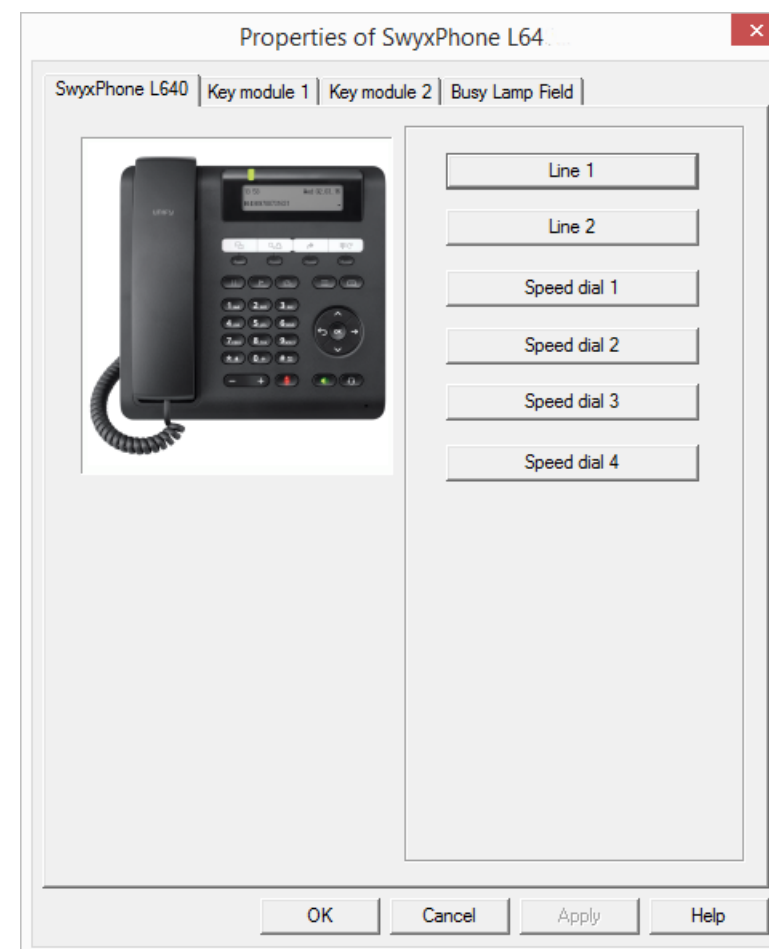 Properties of SwyxPhone L64
SwyxPhone L640 Key module 1 Key module 2 Busy Lamp Field
Line 1
Line 2
Speed dial 1
Speed dial 2
Speed dial 3
Speed dial 4
OK Cancel Apply Help